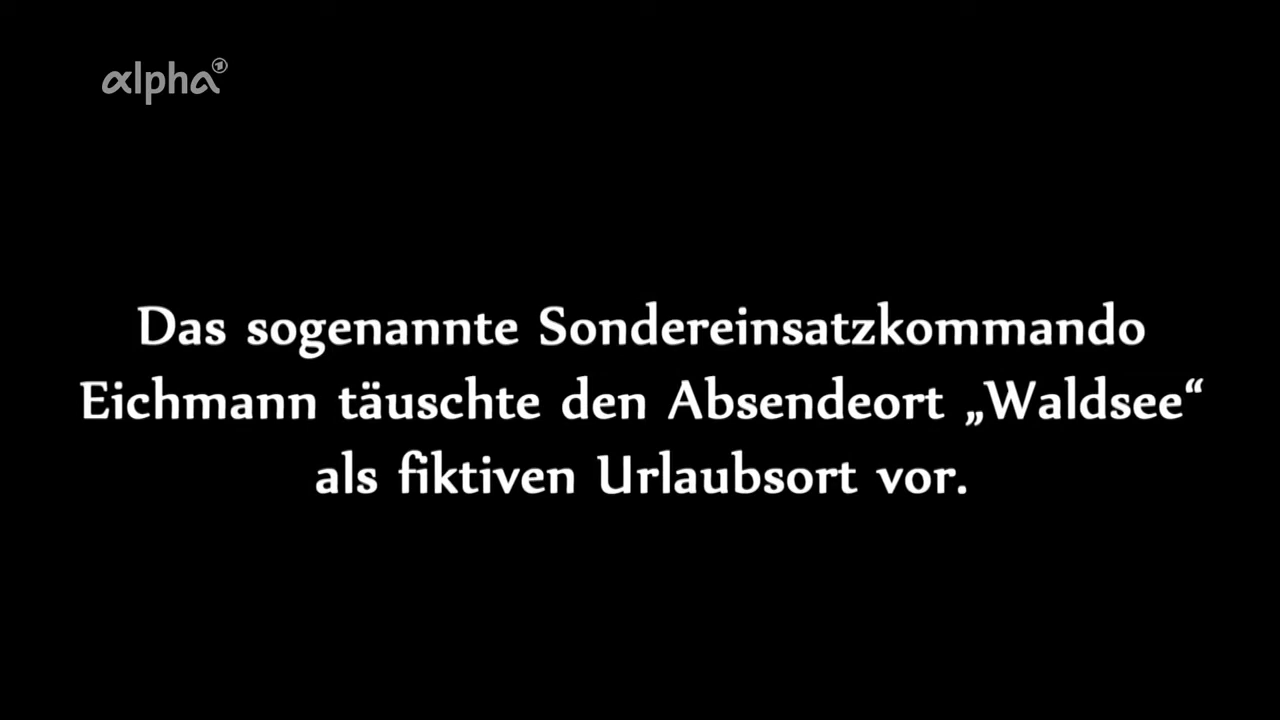 alpha
Das sogenannte Sondereinsatzkommando
Eichmann täuschte den Absendeort „Waldsee“
als fiktiven Urlaubsort vor.